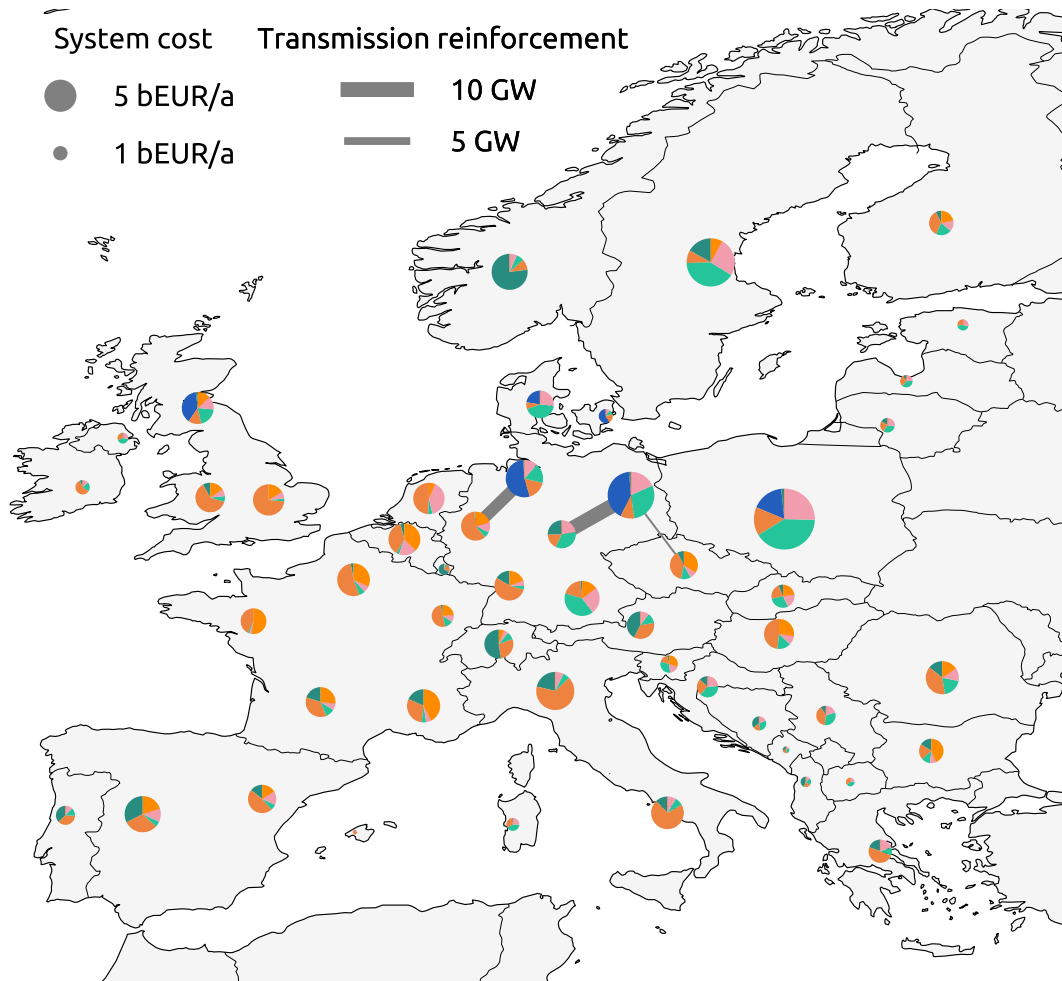 System cost
5 bEUR/a
1 bEUR/a
Transmission reinforcement
10 GW
5 GW